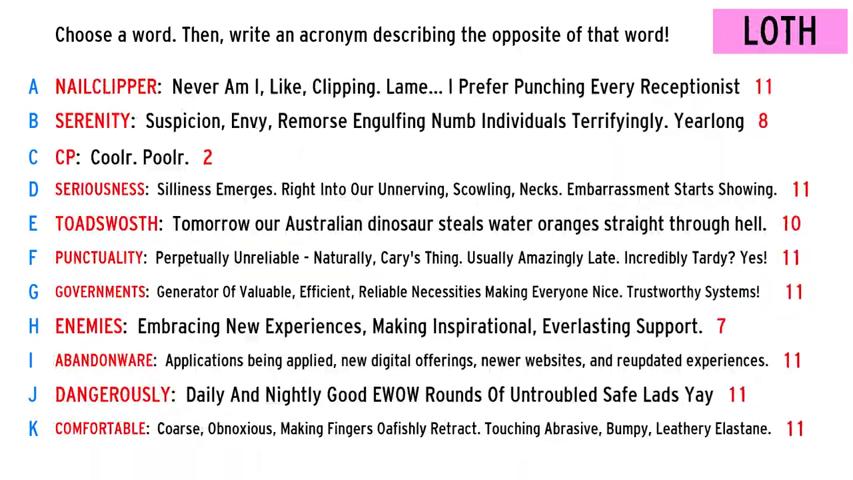 Choose a word. Then, write an acronym describing the opposite of that word!
LOTH
A NAILCLIPPER: Never Am I, Like, Clipping. Lame... I Prefer Punching Every Receptionist 11
B SERENITY: Suspicion, Envy, Remorse Engulfing Numb Individuals Terrifyingly. Yearlong 8
C CP: Coolr. Poolr. 2
D SERIOUSNESS: Silliness Emerges. Right Into Our Unnerving, Scowling, Necks. Embarrassment Starts Showing. 11
E TOADSWOSTH: Tomorrow our Australian dinosaur steals water oranges straight through hell. 10
F PUNCTUALITY: Perpetually Unreliable - Naturally, Cary's Thing. Usually Amazingly Late. Incredibly Tardy? Yes! 11
G GOVERNMENTS: Generator Of Valuable, Efficient, Reliable Necessities Making Everyone Nice. Trustworthy Systems! 11
H ENEMIES: Embracing New Experiences, Making Inspirational, Everlasting Support. 7
I ABANDONWARE: Applications being applied, new digital offerings, newer websites, and reupdated experiences. 11
J DANGEROUSLY: Daily And Nightly Good EWOW Rounds Of Untroubled Safe Lads Yay 11
K COMFORTABLE: Coarse, Obnoxious, Making Fingers Oafishly Retract. Touching Abrasive, Bumpy, Leathery Elastane. 11